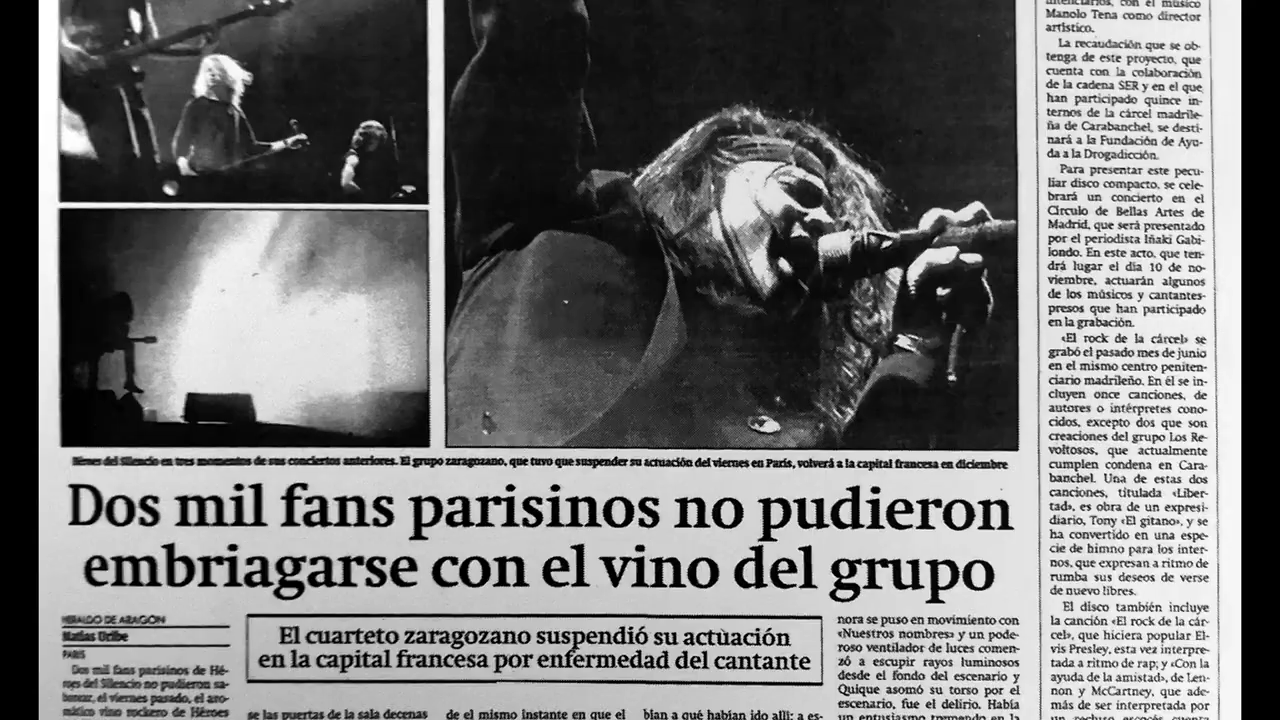 Héroes del Silencio en tres momentos de sus conciertos anteriores. El grupo zaragozano, que tuvo que suspender su actuación del viernes en París, volverá a la capital francesa en diciembre
Dos mil fans parisinos no pudieron
embriagarse con el vino del grupo
HERALDO DE ARAGON
Matías Uribe
PARIS
Dos mil fans parisinos de Hé-
roes del Silencio no pudieron sa-
borear, el viernes pasado, el aro-
mático vino rockero de Héroes
El cuarteto zaragozano suspendió su actuación
en la capital francesa por enfermedad del cantante
se las puertas de la sala decenas
de el mismo instante en que el
bían a qué habían ido allí: a es-
nora se puso en movimiento con
«Nuestros nombres» y un pode-
roso ventilador de luces comen-
zó a escupir rayos luminosos
desde el fondo del escenario y
Quique asomó su torso por el
escenario, fue el delirio. Había
un entusiasmo tremendo en la
tenciarios, con el músico
Manolo Tena como director
artístico.
La recaudación que se ob-
tenga de este proyecto, que
cuenta con la colaboración
de la cadena SER y en el que
han participado quince in-
ternos de la cárcel madrile-
ña de Carabanchel, se desti-
nará a la Fundación de Ayu-
da a la Drogadicción.
Para presentar este pecu-
liar disco compacto, se cele-
brará un concierto en el
Círculo de Bellas Artes de
Madrid, que será presentado
por el periodista Iñaki Gabi-
londo. En este acto, que ten-
drá lugar el día 10 de no-
viembre, actuarán algunos
de los músicos y cantantes-
presos que han participado
en la grabación.
«El rock de la cárcel» se
grabó el pasado mes de junio
en el mismo centro peniten-
ciario madrileño. En él se in-
cluyen once canciones, de
autores o intérpretes cono-
cidos, excepto dos que son
creaciones del grupo Los Re-
voltosos, que actualmente
cumplen condena en Cara-
banchel. Una de estas dos
canciones, titulada «Liber-
tad», es obra de un expresi-
diario, Tony «El gitano», y se
ha convertido en una espe-
cie de himno para los inter-
nos, que expresan a ritmo de
rumba sus deseos de verse
de nuevo libres.
El disco también incluye
la canción «El rock de la cár-
cel», que hiciera popular El-
vis Presley, esta vez interpre-
tada a ritmo de rap; y «Con la
ayuda de la amistad», de Len-
non y McCartney, que ade-
más de ser interpretada por
un recluso escocés cuenta